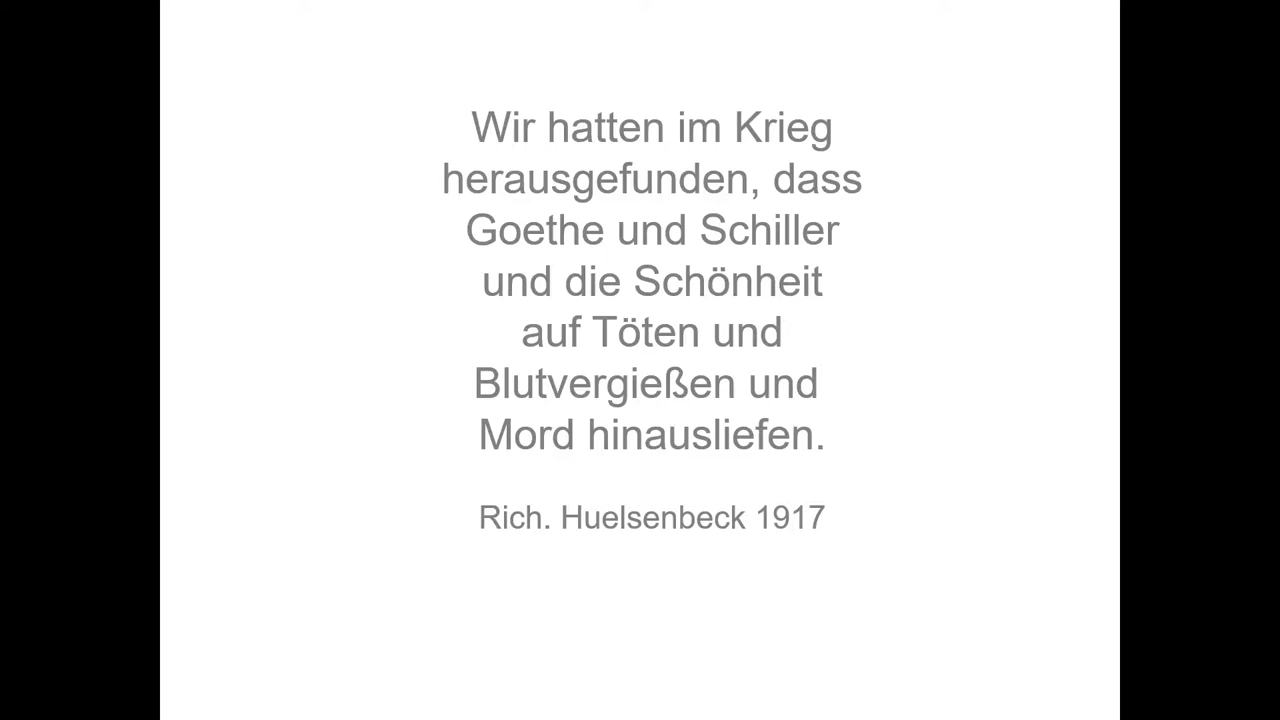 Wir hatten im Krieg
herausgefunden, dass
Goethe und Schiller
und die Schönheit
auf Töten und
Blutvergießen und
Mord hinausliefen.
Rich. Huelsenbeck 1917